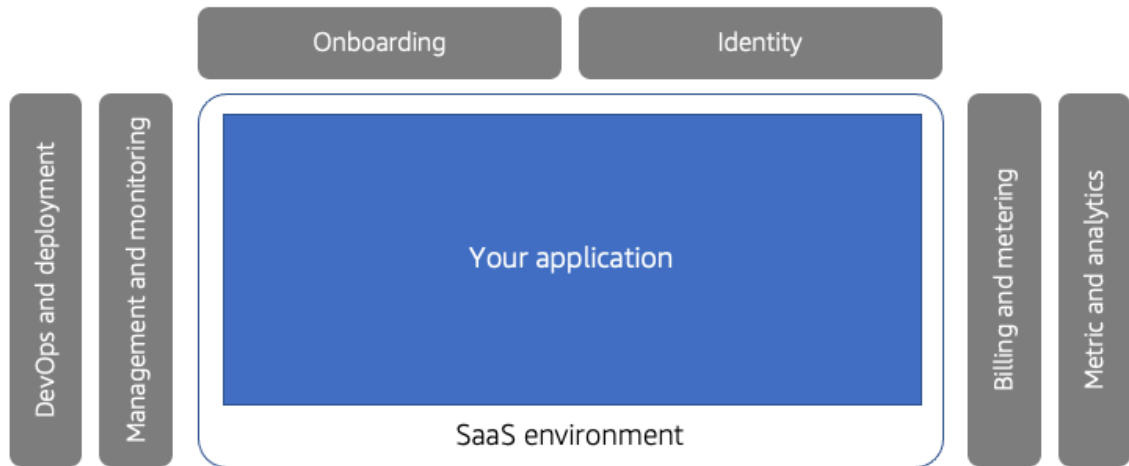 Onboarding
Identity
DevOps and deployment
Management and monitoring
Your application
SaaS environment
Billing and metering
Metric and analytics